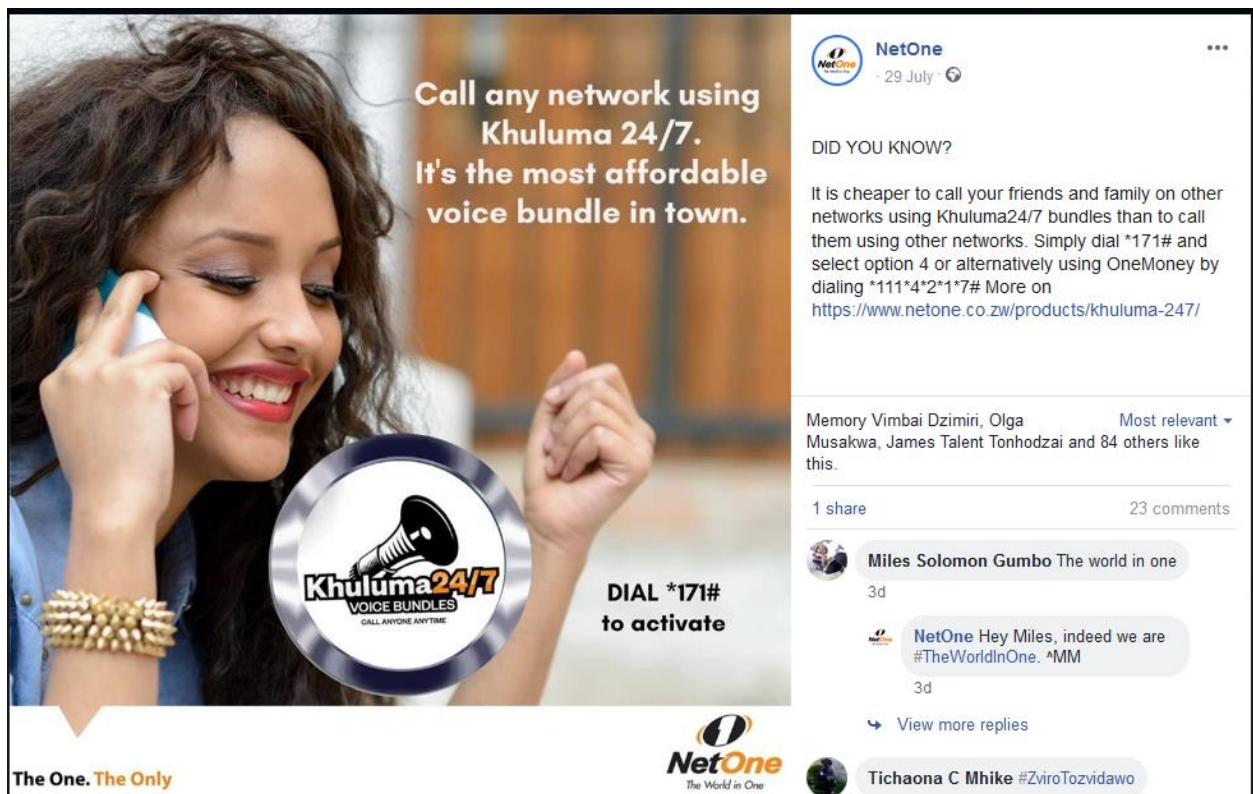 Call any network using
Khuluma 24/7.
It's the most affordable
voice bundle in town.
Khuluma24/7
VOICE BUNDLES
CALL ANYONE ANYTIME
DIAL *171#
to activate
The One. The Only
NetOne
The World in One
NetOne
The World in One
NetOne
· 29 July ·
DID YOU KNOW?
It is cheaper to call your friends and family on other
networks using Khuluma24/7 bundles than to call
them using other networks. Simply dial *171# and
select option 4 or alternatively using OneMoney by
dialing *111*4*2*1*7# More on
https://www.netone.co.zw/products/khuluma-247/
Memory Vimbai Dzimiri, Olga
Most relevant
Musakwa, James Talent Tonhodzai and 84 others like
this.
1 share
23 comments
Miles Solomon Gumbo The world in one
3d
NetOne
NetOne Hey Miles, indeed we are
#TheWorldInOne. ^MM
3d
View more replies
Tichaona C Mhike #ZviroTozvidawo